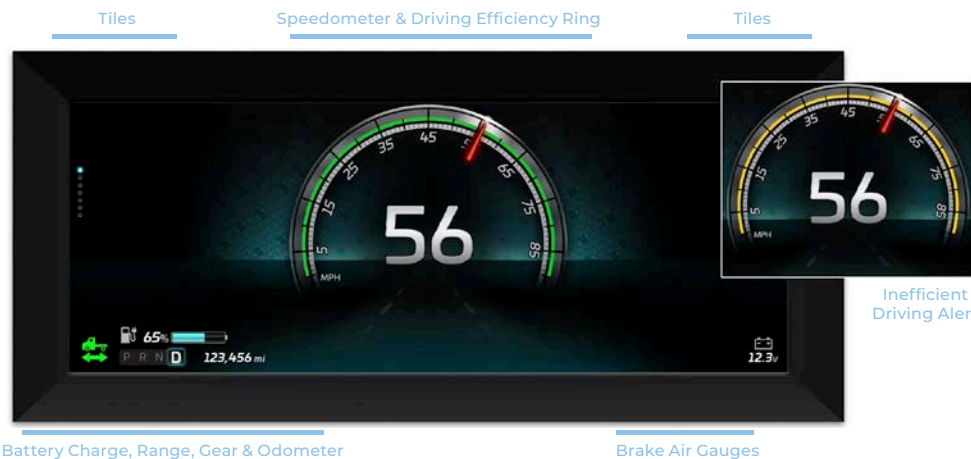 Tiles
Speedometer & Driving Efficiency Ring
Tiles
5
15
25
35
45
65
75
85
MPH
56
5
15
25
35
45
65
75
85
MPH
56
Inefficient
Driving Aler
65%
P R N D
123,456 mi
12.3v
Battery Charge, Range, Gear & Odometer
Brake Air Gauges